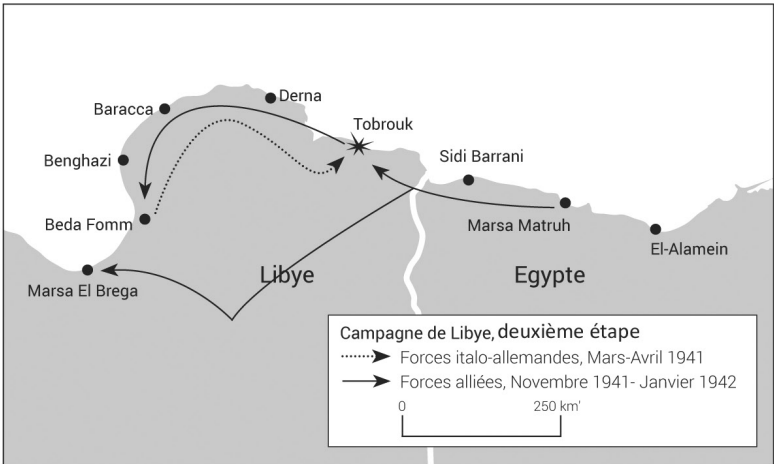 Derna
Baracca
Tobrouk
Sidi Barrani
Benghazi
Beda Fomm
Marsa Matruh
El-Alamein
Libye
Egypte
Marsa El Brega
Campagne de Libye, deuxième étape
Forces italo-allemandes, Mars-Avril 1941
Forces alliées, Novembre 1941- Janvier 1942
0 250 km'